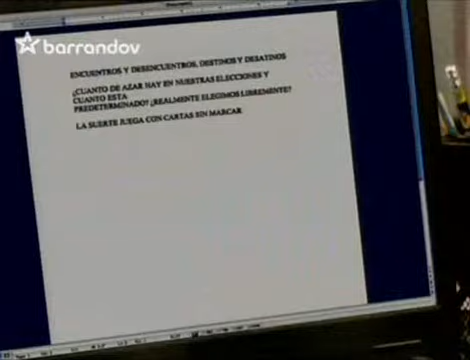 barrandov
ENCUENTROS Y DESENCUENTROS, DESTINOS Y DESATINOS
¿CUANTO DE AZAR HAY EN NUESTRAS ELECCIONES Y
CUANTO ESTA
PREDETERMINADO? ¿REALMENTE ELEGIMOS LIBREMENTE?
LA SUERTE JUEGA CON CARTAS SIN MARCAR